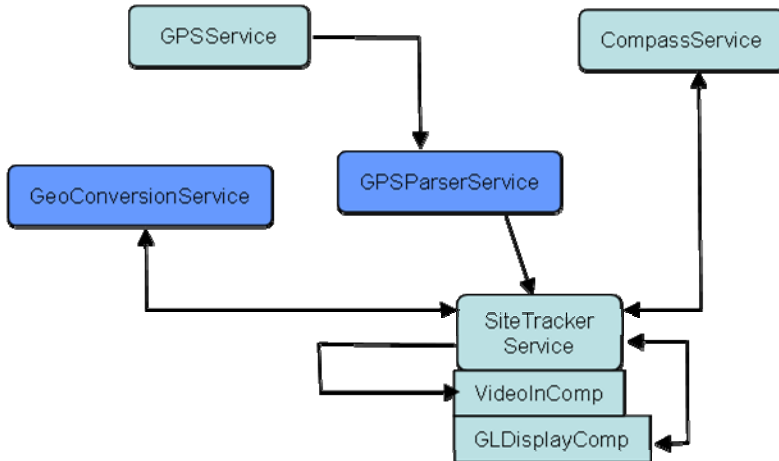 GPSService
CompassService
GPSParserService
GeoConversionService
SiteTracker
Service
VideoInComp
GLDisplayComp